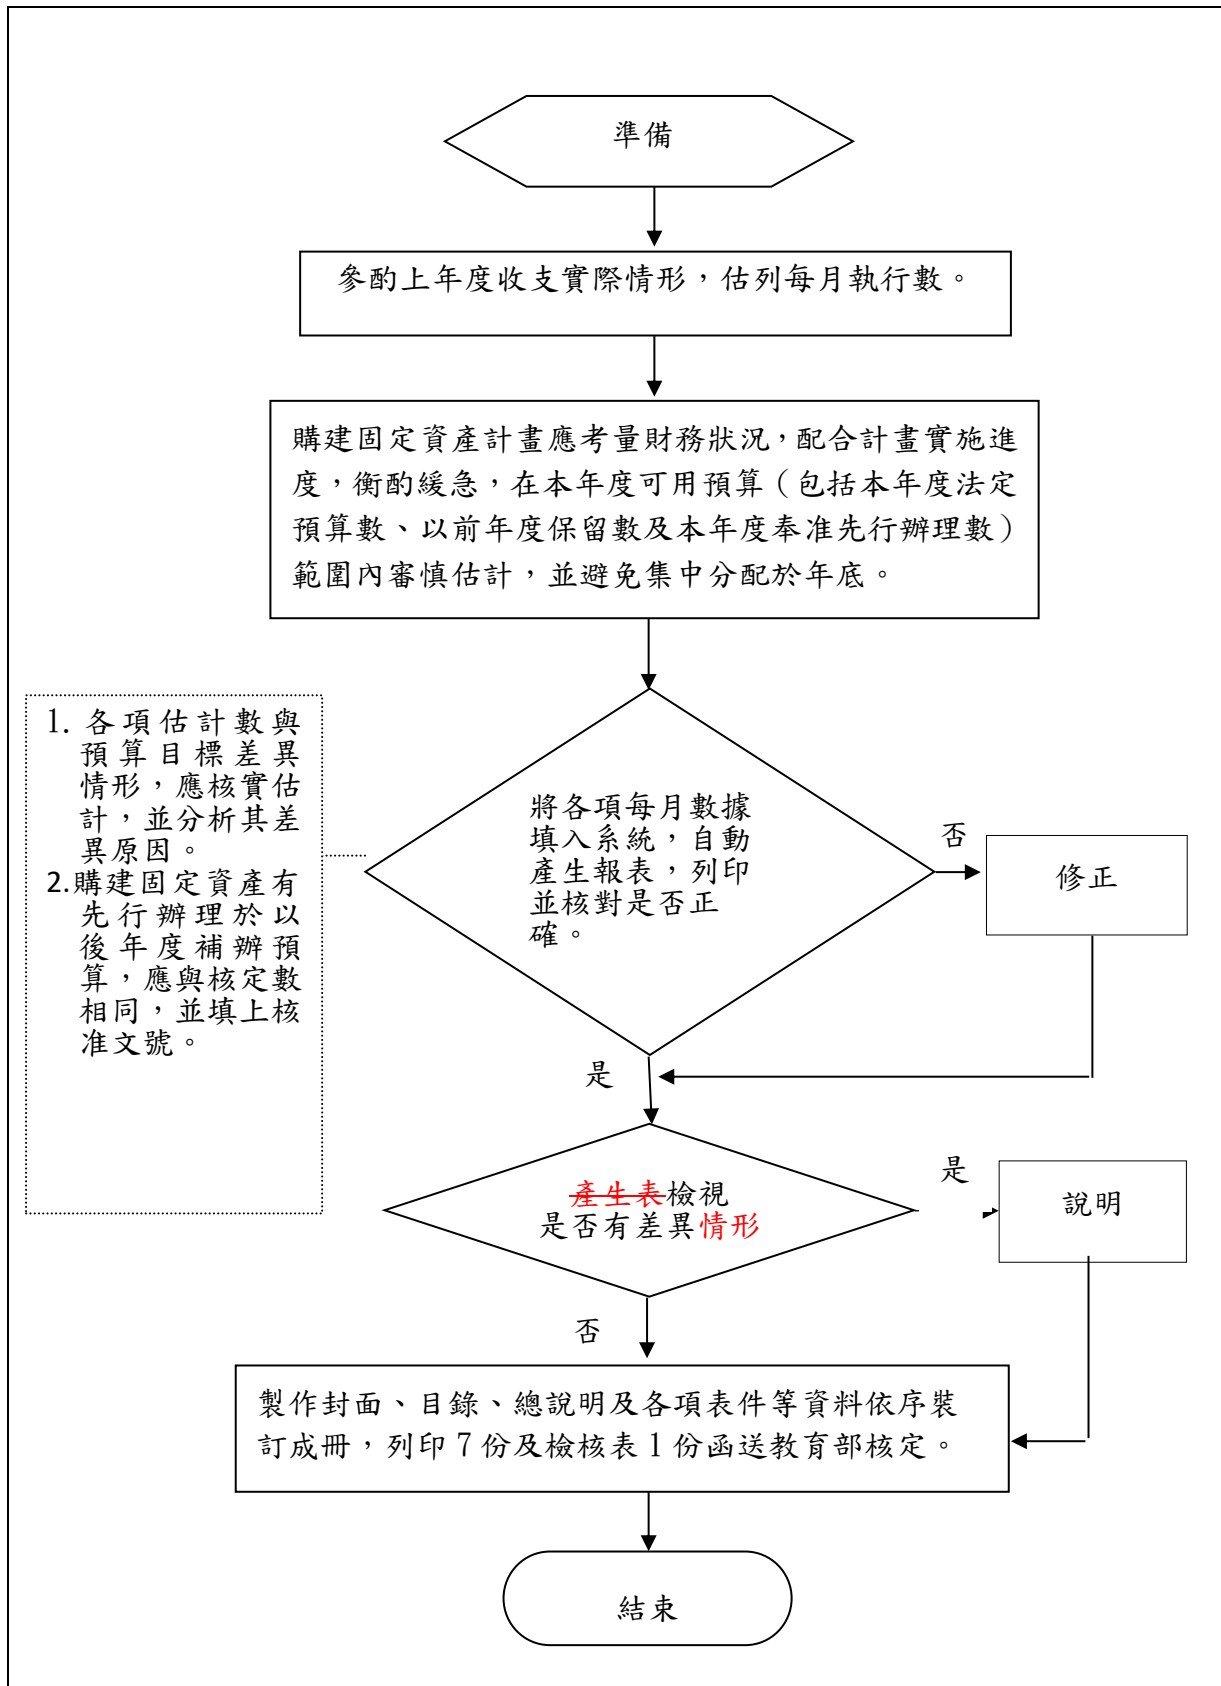 準備
參酌上年度收支實際情形，估列每月執行數。
購建固定資產計畫應考量財務狀況，配合計畫實施進
度，衡酌緩急，在本年度可用預算（包括本年度法定
預算數、以前年度保留數及本年度奉准先行辦理數）
範圍內審慎估計，並避免集中分配於年底。
1. 各項估計數與
預算目標差異
情形，應核實估
計，並分析其差
異原因。
2.購建固定資產有
先行辦理於以
後年度補辦預
算，應與核定數
相同，並填上核
准文號。
將各項每月數據
填入系統，自動
產生報表，列印
並核對是否正
確。
否
修正
是
產生表檢視
是否有差異情形
是
說明
否
製作封面、目錄、總說明及各項表件等資料依序裝
訂成冊，列印 7 份及檢核表 1 份函送教育部核定。
結束